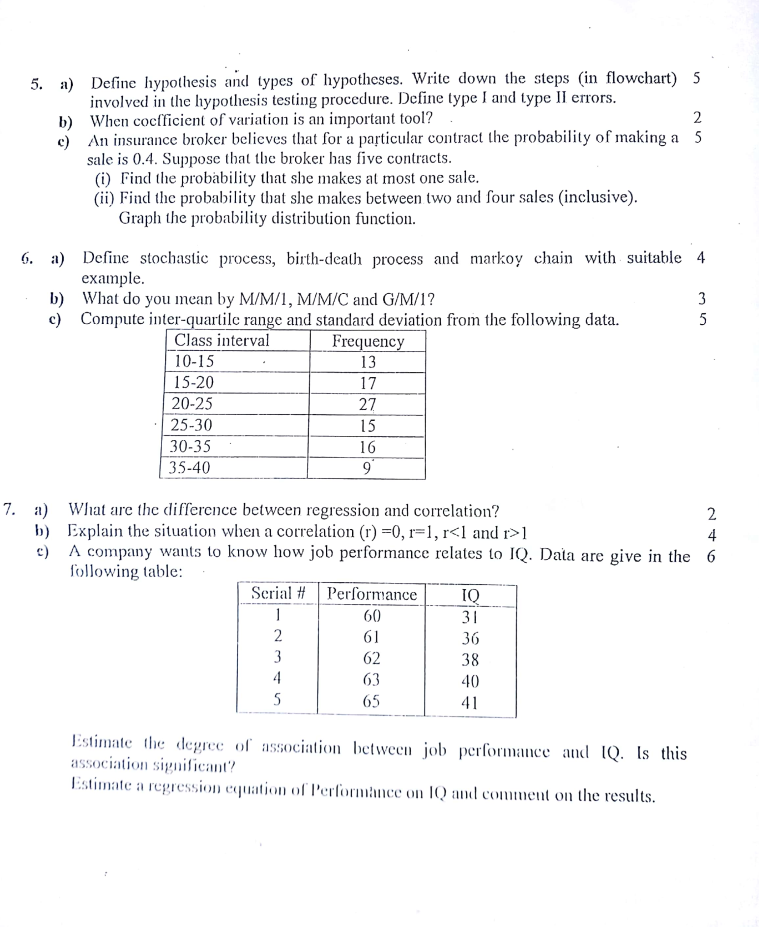 5. a) Define hypothesis and types of hypotheses. Write down the steps (in flowchart) 5
involved in the hypothesis testing procedure. Define type I and type II errors.
b) When coefficient of variation is an important tool? 2
c) An insurance broker believes that for a particular contract the probability of making a 5
sale is 0.4. Suppose that the broker has five contracts.
(i) Find the probability that she makes at most one sale.
(ii) Find the probability that she makes between two and four sales (inclusive).
Graph the probability distribution function.
6. a) Define stochastic process, birth-death process and markoy chain with suitable 4
example.
b) What do you mean by M/M/1, M/M/C and G/M/1? 3
c) Compute inter-quartile range and standard deviation from the following data. 5
Class interval Frequency
10-15 13
15-20 17
20-25 27
25-30 15
30-35 16
35-40 9
7. a) What are the difference between regression and correlation? 2
b) Explain the situation when a correlation (r) =0, r=1, r<1 and r>1 4
c) A company wants to know how job performance relates to IQ. Data are give in the 6
following table:
Serial # Performance IQ
1 60 31
2 61 36
3 62 38
4 63 40
5 65 41
Estimate the degree of association between job performance and IQ. Is this
association significant?
Estimate a regression equation of Performance on IQ and comment on the results.